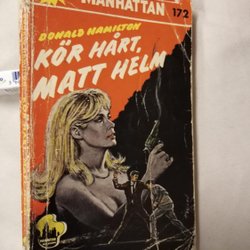 MANHATTAN
172
DONALD HAMILTON
KÖR HÅRT,
MATT HELM